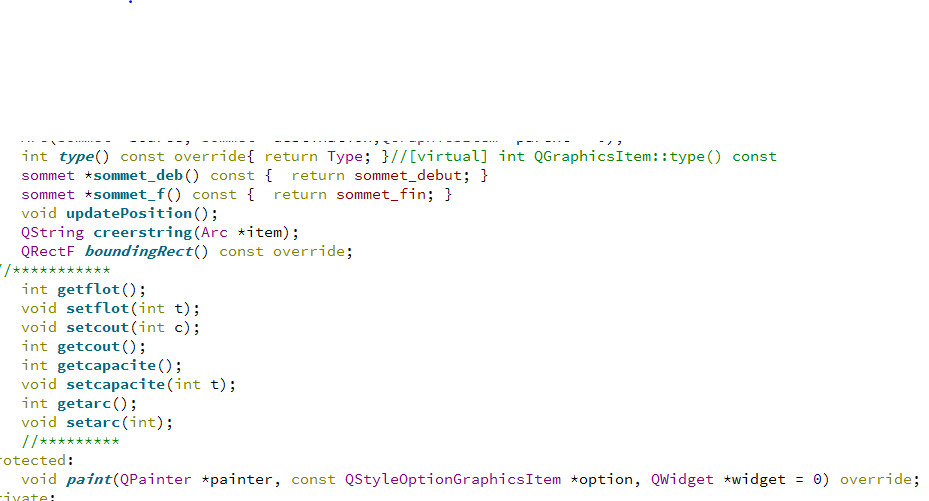 int type() const override{ return Type; }//[virtual] int QGraphicsItem::type() const
sommet *sommet_deb() const {  return sommet_debut; }
sommet *sommet_f() const {  return sommet_fin; }
void updatePosition();
QString creerstring(Arc *item);
QRectF boundingRect() const override;
//***********
int getflot();
void setflot(int t);
void setcout(int c);
int getcout();
int getcapacite();
void setcapacite(int t);
int getarc();
void setarc(int);
//*********
rotected:
void paint(QPainter *painter, const QStyleOptionGraphicsItem *option, QWidget *widget = 0) override;